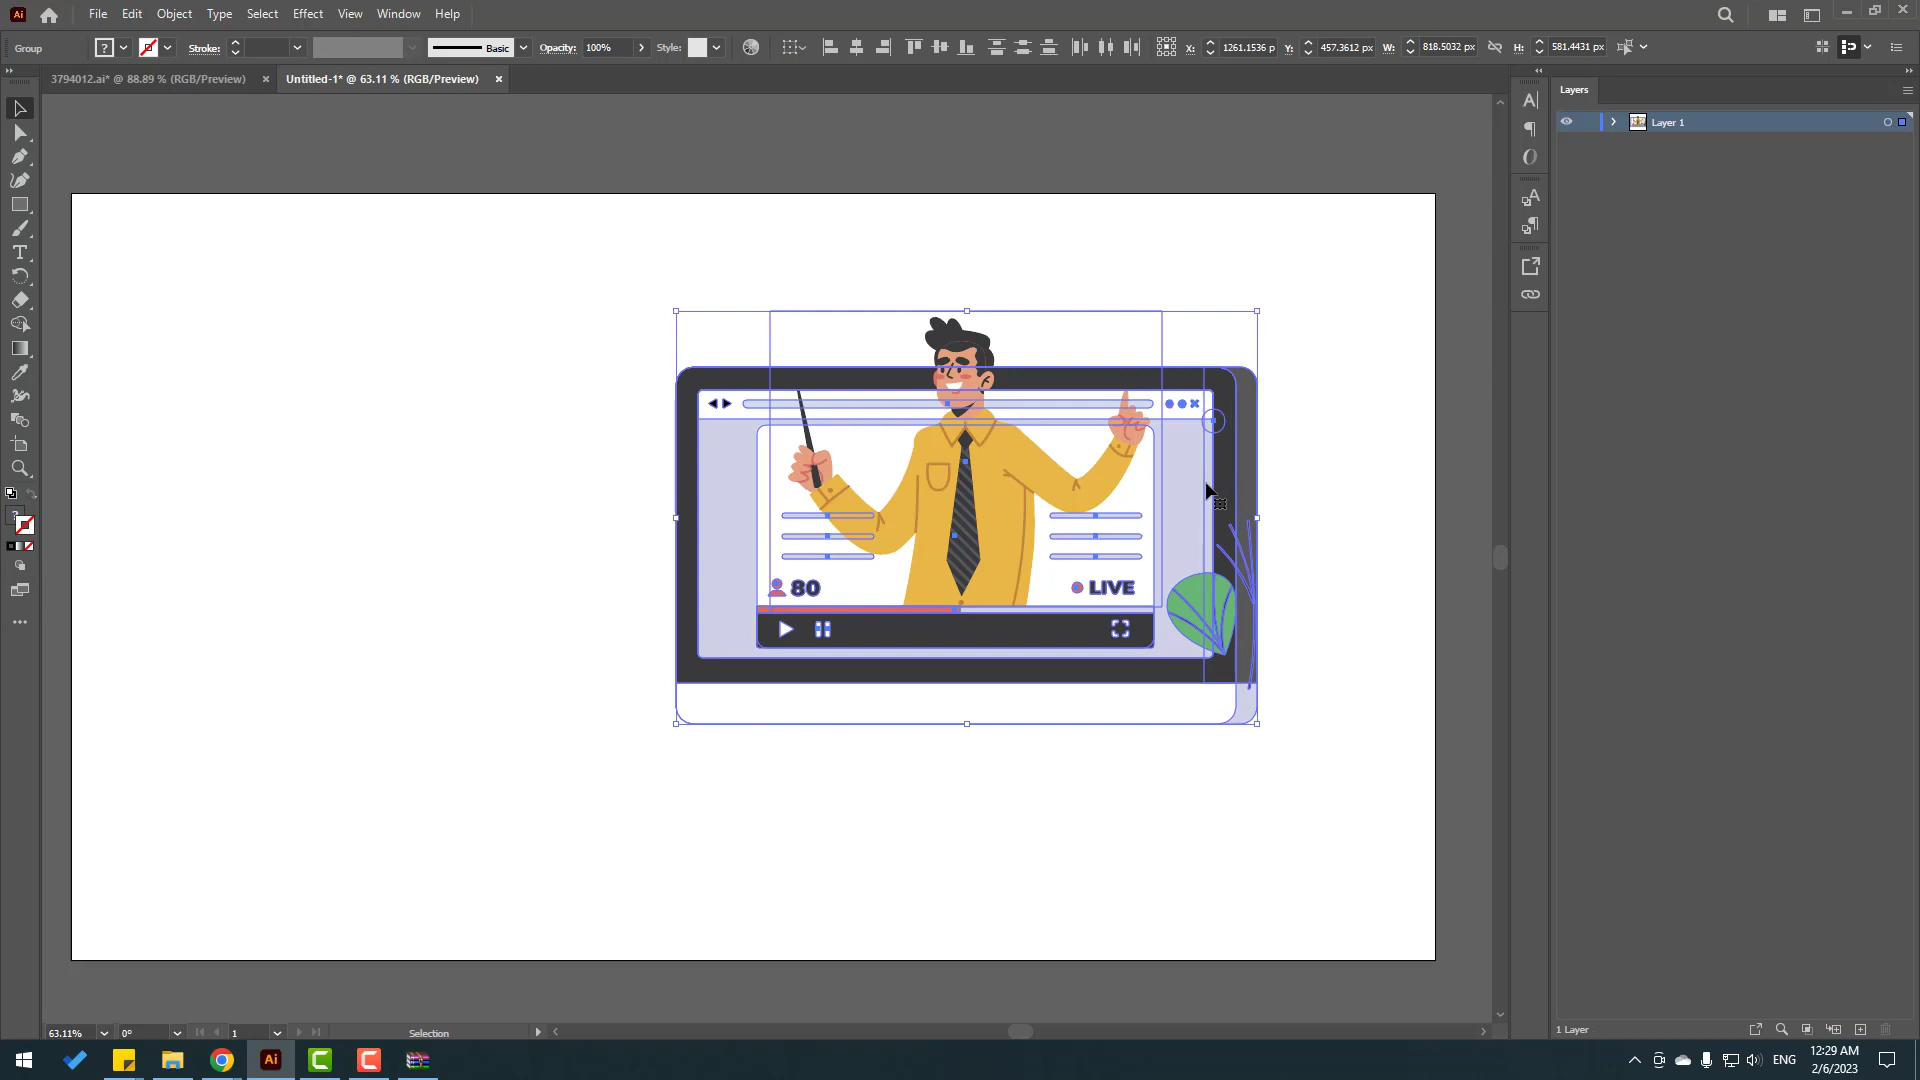 Ai File Edit Object Type Select Effect View Window Help
Group ? Stroke: Basic Opacity: 100% Style: X: 1261.1536 p Y: 457.3612 px W: 818.5032 px H: 581.4431 px
3794012.ai* @ 88.89 % (RGB/Preview) × Untitled-1* @ 63.11 % (RGB/Preview) ×
Layers
Layer 1
80
LIVE
63.11% 0° 1 Selection
1 Layer
Ai ENG
12:29 AM
2/6/2023